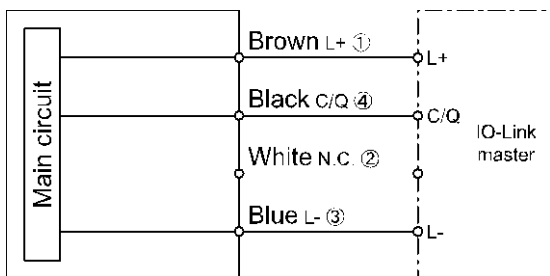 Main circuit
Brown L+ ①
L+
Black C/Q ④
C/Q
White N.C. ②
Blue L- ③
L-
IO-Link
master